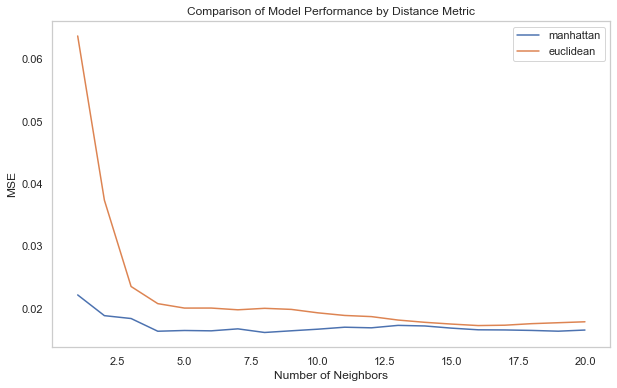 Comparison of Model Performance by Distance Metric
manhattan
euclidean
MSE
0.06
0.05
0.04
0.03
0.02
2.5 5.0 7.5 10.0 12.5 15.0 17.5 20.0
Number of Neighbors